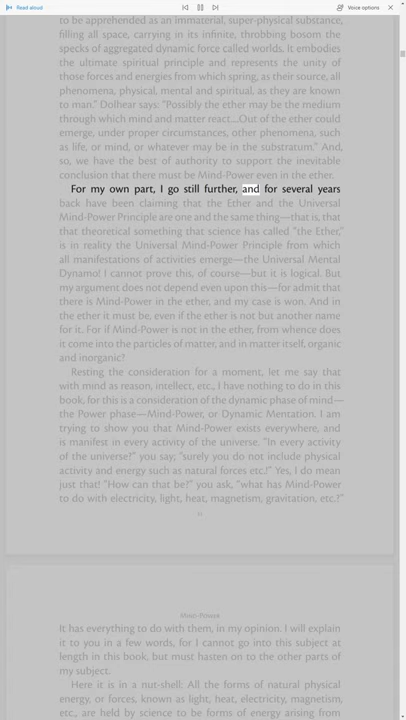 Read aloud
Voice options
to be apprehended as an immaterial, super-physical substance,
filling all space, carrying in its infinite, throbbing bosom the
specks of aggregated dynamic force called worlds. It embodies
the ultimate spiritual principle and represents the unity of
those forces and energies from which spring, as their source, all
phenomena, physical, mental and spiritual, as they are known
to man." Dolhear says: "Possibly the ether may be the medium
through which mind and matter react....Out of the ether could
emerge, under proper circumstances, other phenomena, such
as life, or mind, or whatever may be in the substratum." And,
so, we have the best of authority to support the inevitable
conclusion that there must be Mind-Power even in the ether.
For my own part, I go still further, and for several years
back have been claiming that the Ether and the Universal
Mind-Power Principle are one and the same thing—that is, that
that theoretical something that science has called "the Ether,"
is in reality the Universal Mind-Power Principle from which
all manifestations of activities emerge—the Universal Mental
Dynamo! I cannot prove this, of course—but it is logical. But
my argument does not depend even upon this—for admit that
there is Mind-Power in the ether, and my case is won. And in
the ether it must be, even if the ether is not but another name
for it. For if Mind-Power is not in the ether, from whence does
it come into the particles of matter, and in matter itself, organic
and inorganic?
Resting the consideration for a moment, let me say that
with mind as reason, intellect, etc., I have nothing to do in this
book, for this is a consideration of the dynamic phase of mind—
the Power phase—Mind-Power, or Dynamic Mentation. I am
trying to show you that Mind-Power exists everywhere, and
is manifest in every activity of the universe. "In every activity
of the universe?" you say; "surely you do not include physical
activity and energy such as natural forces etc.!" Yes, I do mean
just that! "How can that be?" you ask, "what has Mind-Power
to do with electricity, light, heat, magnetism, gravitation, etc.?"
Mind-Power
It has everything to do with them, in my opinion. I will explain
it to you in a few words, for I cannot go into this subject at
length in this book, but must hasten on to the other parts of
my subject.
Here it is in a nut-shell: All the forms of natural physical
energy, or forces, known as light, heat, electricity, magnetism,
etc., are held by science to be forms of energy arising from